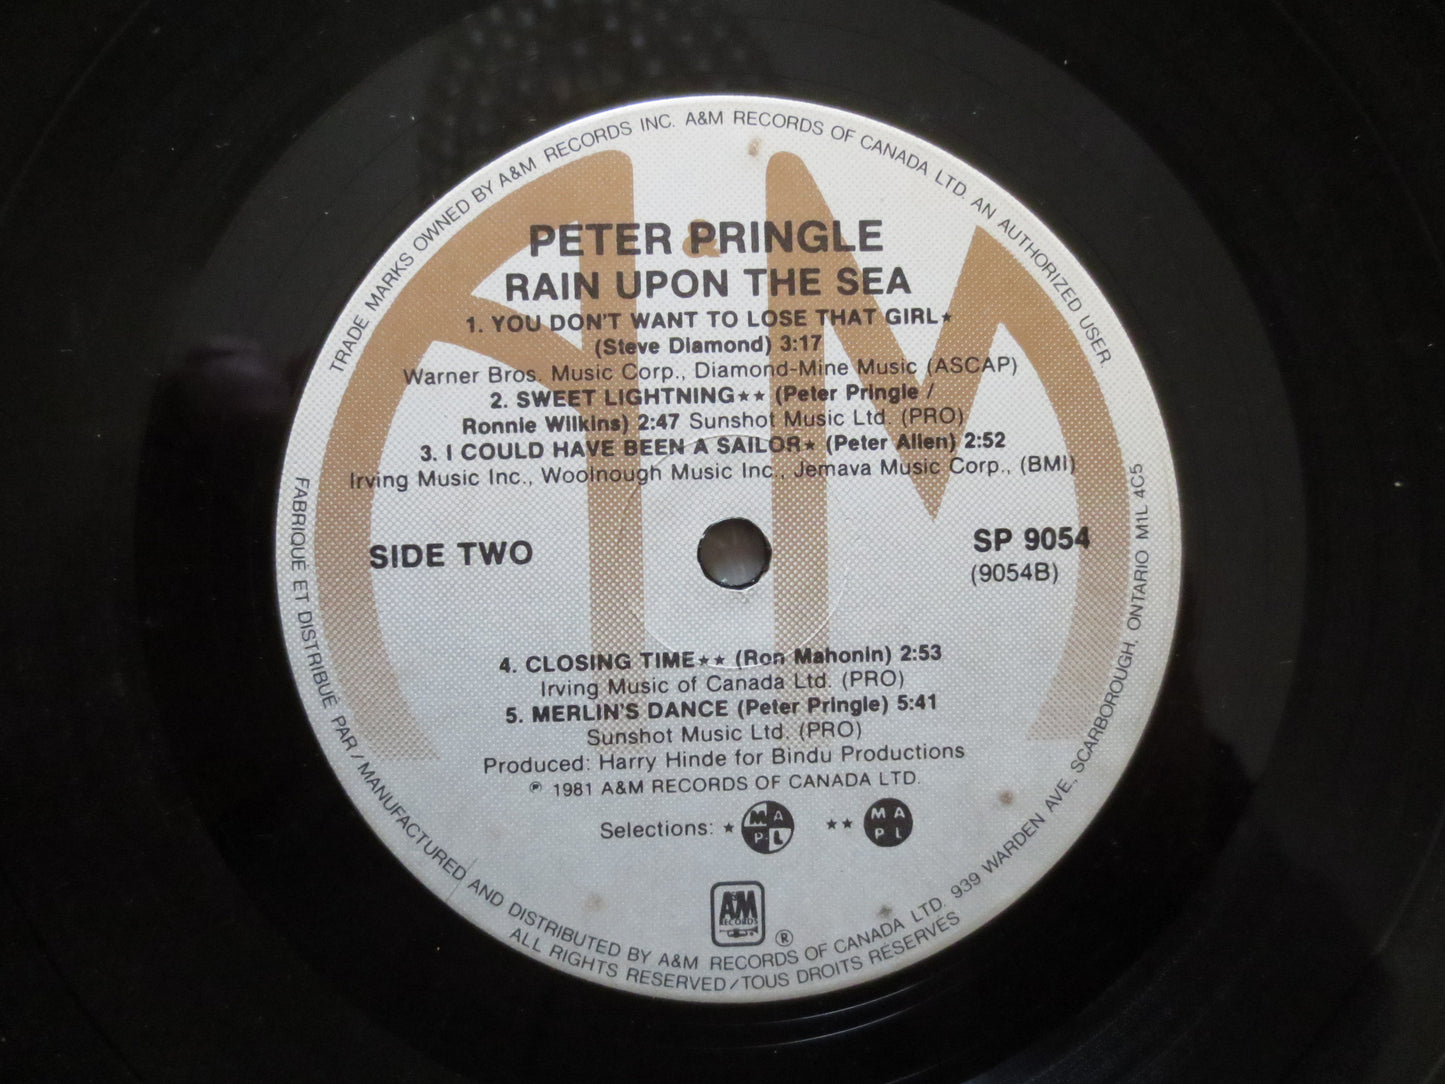 TRADE MARKS OWNED BY A&M RECORDS INC. A&M RECORDS OF CANADA LTD. AN AUTHORIZED USER.
&
PETER PRINGLE
RAIN UPON THE SEA
1. YOU DON'T WANT TO LOSE THAT GIRL★
(Steve Diamond) 3:17
Warner Bros. Music Corp., Diamond-Mine Music (ASCAP)
2. SWEET LIGHTNING★★ (Peter Pringle /
Ronnie Wilkins) 2:47 Sunshot Music Ltd. (PRO)
3. I COULD HAVE BEEN A SAILOR★ (Peter Allen) 2:52
Irving Music Inc., Woolnough Music Inc., Jemava Music Corp., (BMI)
SIDE TWO
SP 9054
(9054B)
4. CLOSING TIME★★ (Ron Mahonin) 2:53
Irving Music of Canada Ltd. (PRO)
5. MERLIN'S DANCE (Peter Pringle) 5:41
Sunshot Music Ltd. (PRO)
Produced: Harry Hinde for Bindu Productions
℗ 1981 A&M RECORDS OF CANADA LTD.
Selections: ★ MAPL ★★ MAPL
A&M
RECORDS
®
FABRIQUÉ ET DISTRIBUÉ PAR / MANUFACTURED AND DISTRIBUTED BY A&M RECORDS OF CANADA LTD. 939 WARDEN AVE., SCARBOROUGH, ONTARIO M1L 4C5
ALL RIGHTS RESERVED / TOUS DROITS RÉSERVÉS